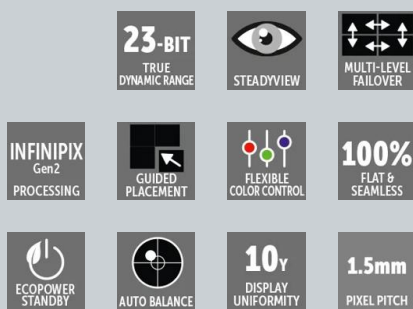 23-BIT
TRUE
DYNAMIC RANGE
STEADYVIEW
MULTI-LEVEL
FAILOVER
INFINIPIX
Gen2
PROCESSING
GUIDED
PLACEMENT
FLEXIBLE
COLOR CONTROL
100%
FLAT &
SEAMLESS
ECOPOWER
STANDBY
AUTO BALANCE
10Y
DISPLAY
UNIFORMITY
1.5mm
PIXEL PITCH